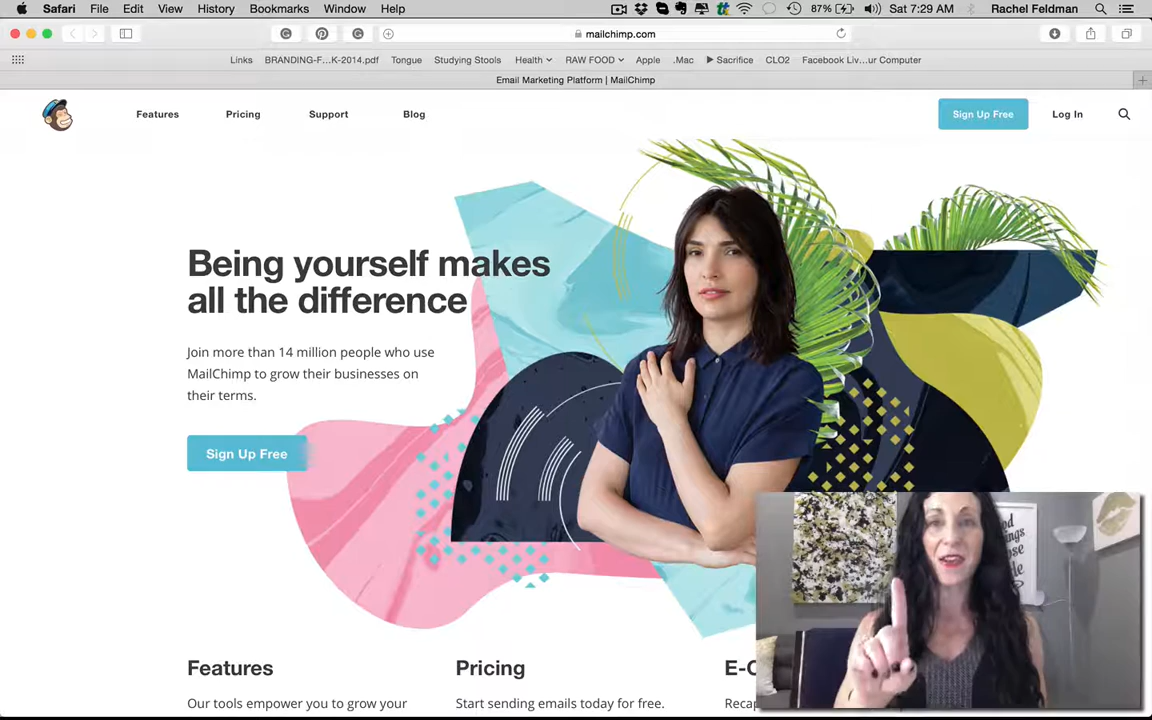 Safari File Edit View History Bookmarks Window Help 87% Sat 7:29 AM Rachel Feldman
mailchimp.com
Links BRANDING-F...K-2014.pdf Tongue Studying Stools Health RAW FOOD Apple .Mac Sacrifice CLO2 Facebook Liv...ur Computer
Email Marketing Platform | MailChimp
Features Pricing Support Blog Sign Up Free Log In
Being yourself makes
all the difference
Join more than 14 million people who use
MailChimp to grow their businesses on
their terms.
Sign Up Free
Features Pricing
Our tools empower you to grow your Start sending emails today for free.